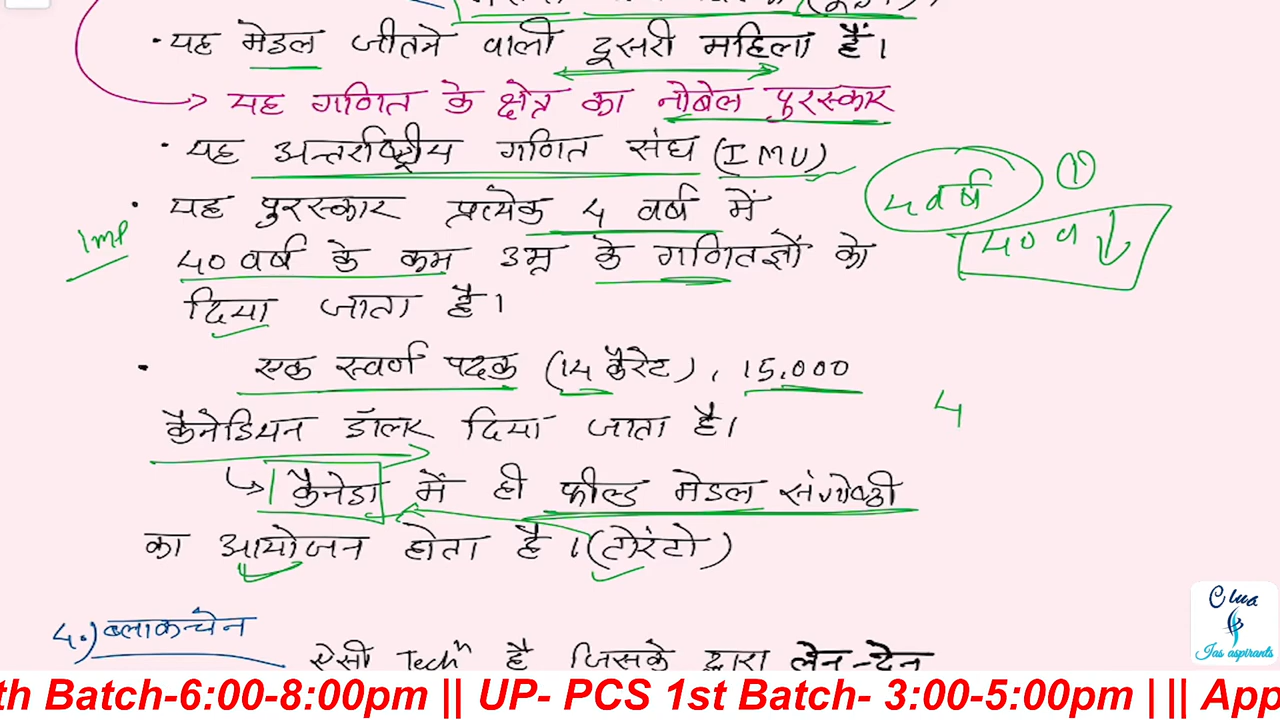 यह मेडल जीतने वाली दूसरी महिला हैं।
यह गणित के क्षेत्र का नोबेल पुरस्कार
यह अन्तर्राष्ट्रीय गणित संघ (IMU)
4 वर्ष ①
यह पुरस्कार प्रत्येक 4 वर्ष में
Imp
40 वर्ष के कम उम्र के गणितज्ञों को
40 व ↓
दिया जाता है।
एक स्वर्ण पदक (14 कैरेट), 15,000
4
कैनेडियन डॉलर दिया जाता है।
कैनेडा में ही फील्ड मेडल संगोष्ठी
का आयोजन होता है। (टोरंटो)
4.) ब्लाकचेन
ऐसी Techⁿ है जिसके द्वारा लेन-देन
Clue
Ias aspirants
th Batch-6:00-8:00pm || UP- PCS 1st Batch- 3:00-5:00pm | || App